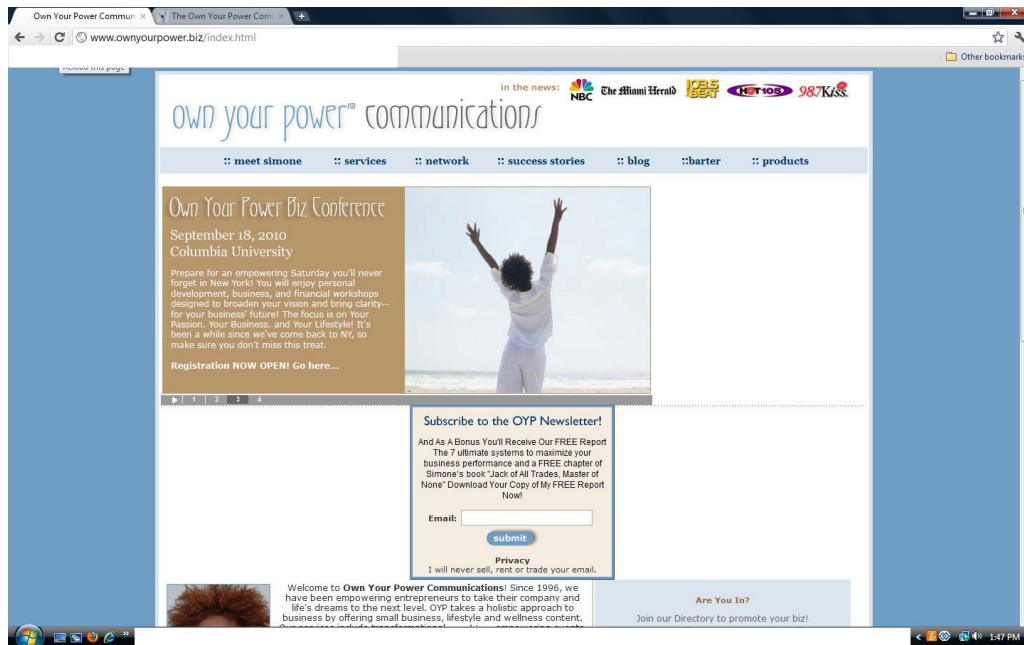 Own Your Power Commun
The Own Your Power Com
www.ownyourpower.biz/index.html
Other bookmarks
Reload this page
in the news:
NBC
The Miami Herald
103.5
BEAT
HOT 105
98.7 Kiss
own your power communications
:: meet simone
:: services
:: network
:: success stories
:: blog
::barter
:: products
Own Your Power Biz Conference
September 18, 2010
Columbia University
Prepare for an empowering Saturday you'll never
forget in New York! You will enjoy personal
development, business, and financial workshops
designed to broaden your vision and bring clarity--
for your business' future! The focus is on Your
Passion. Your Business. and Your Lifestyle! It's
been a while since we've come back to NY, so
make sure you don't miss this treat.
Registration NOW OPEN! Go here...
1 2 3 4
Subscribe to the OYP Newsletter!
And As A Bonus You'll Receive Our FREE Report
The 7 ultimate systems to maximize your
business performance and a FREE chapter of
Simone's book "Jack of All Trades, Master of
None" Download Your Copy of My FREE Report
Now!
Email:
submit
Privacy
I will never sell, rent or trade your email.
Welcome to Own Your Power Communications! Since 1996, we
have been empowering entrepreneurs to take their company and
life's dreams to the next level. OYP takes a holistic approach to
business by offering small business, lifestyle and wellness content.
Are You In?
Join our Directory to promote your biz!
1:47 PM